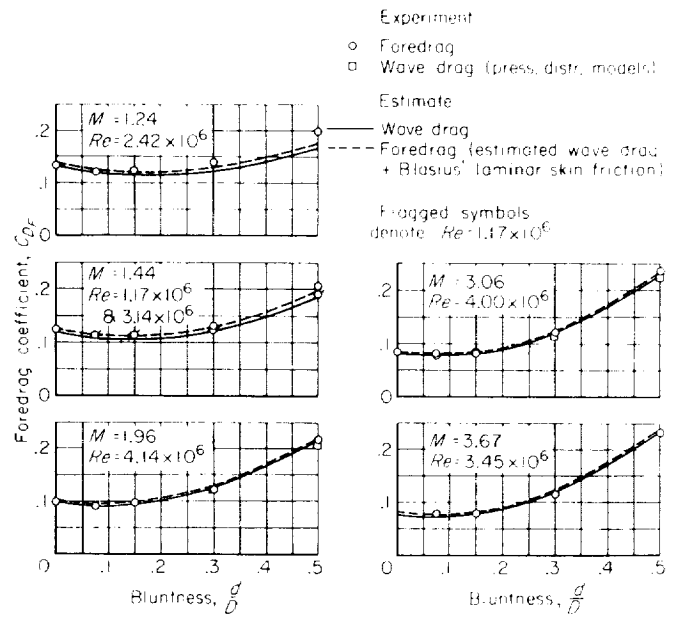 Experiment
○ Foredrag
□ Wave drag (press. distr. models)
Estimate
Wave drag
Foredrag (estimated wave drag
+ Blasius' laminar skin friction)
Flagged symbols
denote Re=1.17×10⁶
Foredrag coefficient, C_DF
M=1.24
Re=2.42×10⁶
.2
.1
0
M=1.44
Re=1.17×10⁶
& 3.14×10⁶
.2
.1
0
M=3.06
Re=4.00×10⁶
.2
.1
0
M=1.96
Re=4.14×10⁶
.2
.1
0 .1 .2 .3 .4 .5
Bluntness, d/D
M=3.67
Re=3.45×10⁶
.2
.1
0 .1 .2 .3 .4 .5
Bluntness, d/D